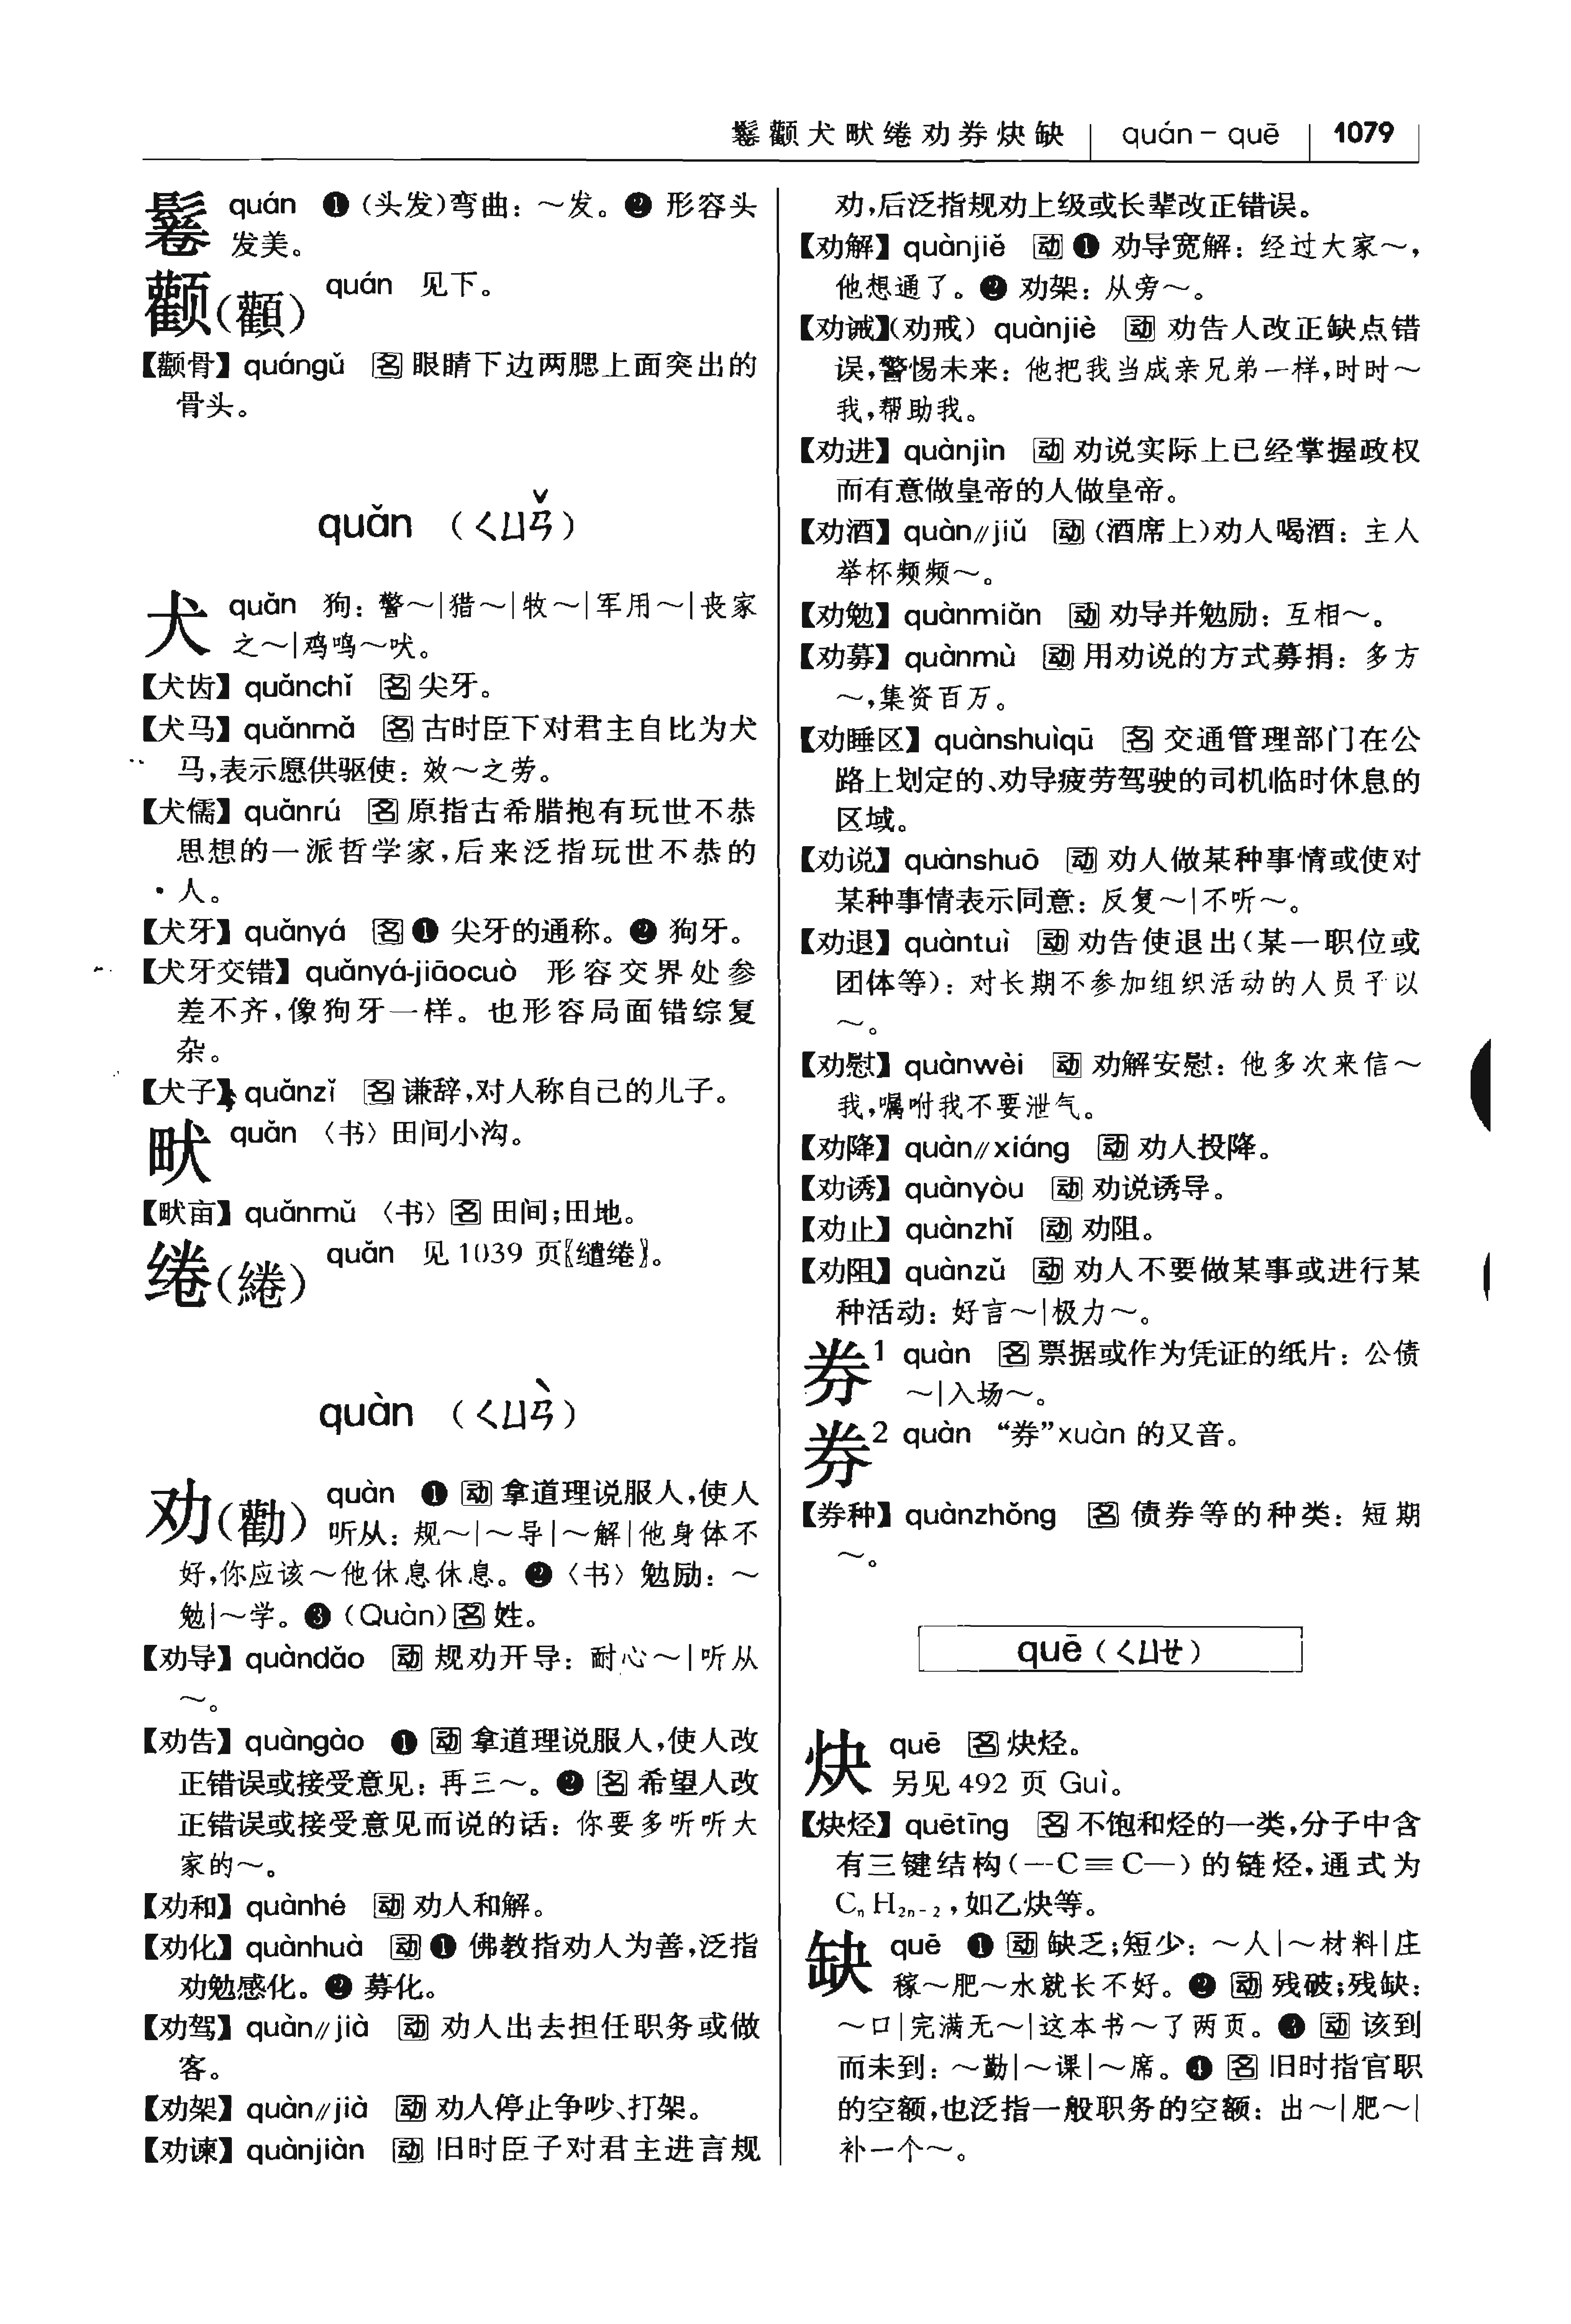 鬈颧犬畎绻劝券炔缺 quán－quē 1079
鬈 quán ❶（头发）弯曲：～发。❷ 形容头
发美。
颧（顴） quán 见下。
【颧骨】quángǔ 名 眼睛下边两腮上面突出的
骨头。
quǎn （ㄑㄩㄢˇ）
犬 quǎn 狗：警～|猎～|牧～|军用～|丧家
之～|鸡鸣～吠。
【犬齿】quǎnchǐ 名 尖牙。
【犬马】quǎnmǎ 名 古时臣下对君主自比为犬
马，表示愿供驱使：效～之劳。
【犬儒】quǎnrú 名 原指古希腊抱有玩世不恭
思想的一派哲学家，后来泛指玩世不恭的
人。
【犬牙】quǎnyá 名 ❶ 尖牙的通称。❷ 狗牙。
【犬牙交错】quǎnyá-jiāocuò 形容交界处参
差不齐，像狗牙一样。也形容局面错综复
杂。
【犬子】quǎnzǐ 名 谦辞，对人称自己的儿子。
畎 quǎn 〈书〉田间小沟。
【畎亩】quǎnmǔ 〈书〉名 田间；田地。
绻（綣） quǎn 见 1039 页〖缱绻〗。
quàn （ㄑㄩㄢˋ）
劝（勸） quàn ❶ 动 拿道理说服人，使人
听从：规～|～导|～解|他身体不
好，你应该～他休息休息。❷〈书〉勉励：～
勉|～学。❸（Quàn）名 姓。
【劝导】quàndǎo 动 规劝开导：耐心～|听从
～。
【劝告】quàngào ❶ 动 拿道理说服人，使人改
正错误或接受意见：再三～。❷ 名 希望人改
正错误或接受意见而说的话：你要多听听大
家的～。
【劝和】quànhé 动 劝人和解。
【劝化】quànhuà 动 ❶ 佛教指劝人为善，泛指
劝勉感化。❷ 募化。
【劝驾】quàn//jià 动 劝人出去担任职务或做
客。
【劝架】quàn//jià 动 劝人停止争吵、打架。
【劝谏】quànjiàn 动 旧时臣子对君主进言规
劝，后泛指规劝上级或长辈改正错误。
【劝解】quànjiě 动 ❶ 劝导宽解：经过大家～，
他想通了。❷ 劝架：从旁～。
【劝诫】（劝戒） quànjiè 动 劝告人改正缺点错
误，警惕未来：他把我当成亲兄弟一样，时时～
我，帮助我。
【劝进】quànjìn 动 劝说实际上已经掌握政权
而有意做皇帝的人做皇帝。
【劝酒】quàn//jiǔ 动（酒席上）劝人喝酒：主人
举杯频频～。
【劝勉】quànmiǎn 动 劝导并勉励：互相～。
【劝募】quànmù 动 用劝说的方式募捐：多方
～，集资百万。
【劝睡区】quànshuìqū 名 交通管理部门在公
路上划定的、劝导疲劳驾驶的司机临时休息的
区域。
【劝说】quànshuō 动 劝人做某种事情或使对
某种事情表示同意：反复～|不听～。
【劝退】quàntuì 动 劝告使退出（某一职位或
团体等）：对长期不参加组织活动的人员予以
～。
【劝慰】quànwèi 动 劝解安慰：他多次来信～
我，嘱咐我不要泄气。
【劝降】quàn//xiáng 动 劝人投降。
【劝诱】quànyòu 动 劝说诱导。
【劝止】quànzhǐ 动 劝阻。
【劝阻】quànzǔ 动 劝人不要做某事或进行某
种活动：好言～|极力～。
券1 quàn 名 票据或作为凭证的纸片：公债
～|入场～。
券2 quàn “券”xuàn 的又音。
【券种】quànzhǒng 名 债券等的种类：短期
～。
quē（ㄑㄩㄝ）
炔 quē 名 炔烃。
另见 492 页 Guì。
【炔烃】quētīng 名 不饱和烃的一类，分子中含
有三键结构（—C≡C—）的链烃，通式为
CnH2n-2，如乙炔等。
缺 quē ❶ 动 缺乏；短少：～人|～材料|庄
稼～肥～水就长不好。❷ 动 残破；残缺：
～口|完满无～|这本书～了两页。❸ 动 该到
而未到：～勤|～课|～席。❹ 名 旧时指官职
的空额，也泛指一般职务的空额：出～|肥～|
补一个～。